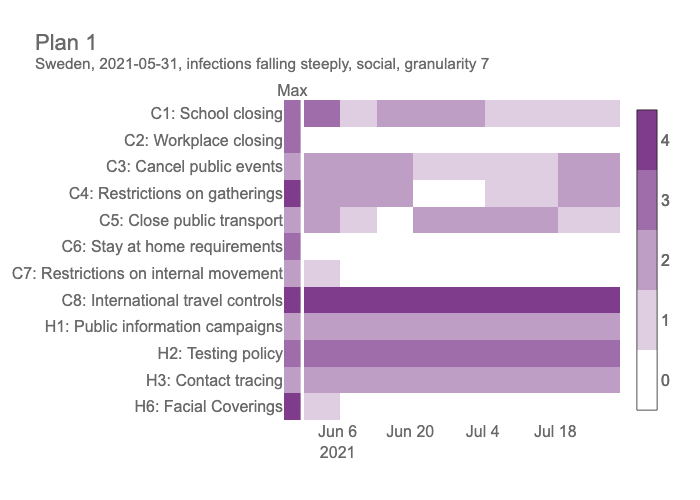 Plan 1
Sweden, 2021-05-31, infections falling steeply, social, granularity 7
Max
C1: School closing
C2: Workplace closing
C3: Cancel public events
C4: Restrictions on gatherings
C5: Close public transport
C6: Stay at home requirements
C7: Restrictions on internal movement
C8: International travel controls
H1: Public information campaigns
H2: Testing policy
H3: Contact tracing
H6: Facial Coverings
Jun 6
2021
Jun 20
Jul 4
Jul 18
4
3
2
1
0